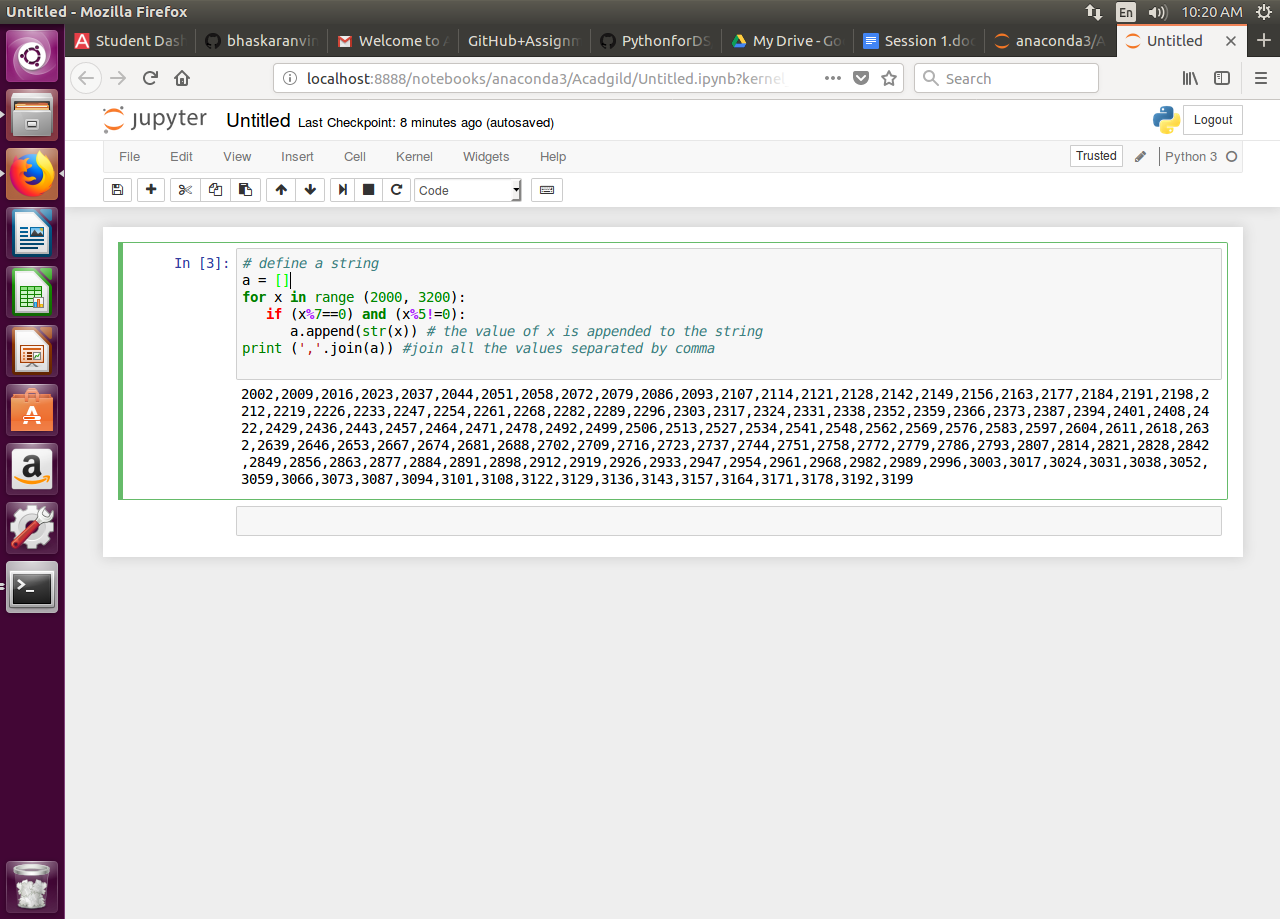 Untitled - Mozilla Firefox
En
10:20 AM
Student Das
bhaskaranvir
Welcome to A
GitHub+Assignm
PythonforDS
My Drive - Go
Session 1.doc
anaconda3/A
Untitled
localhost:8888/notebooks/anaconda3/Acadgild/Untitled.ipynb?kernel
Search
jupyter Untitled Last Checkpoint: 8 minutes ago (autosaved)
Logout
File Edit View Insert Cell Kernel Widgets Help
Trusted
Python 3
Code
In [3]:
# define a string
a = []
for x in range (2000, 3200):
   if (x%7==0) and (x%5!=0):
      a.append(str(x)) # the value of x is appended to the string
print (','.join(a)) #join all the values separated by comma
2002,2009,2016,2023,2037,2044,2051,2058,2072,2079,2086,2093,2107,2114,2121,2128,2142,2149,2156,2163,2177,2184,2191,2198,2
212,2219,2226,2233,2247,2254,2261,2268,2282,2289,2296,2303,2317,2324,2331,2338,2352,2359,2366,2373,2387,2394,2401,2408,24
22,2429,2436,2443,2457,2464,2471,2478,2492,2499,2506,2513,2527,2534,2541,2548,2562,2569,2576,2583,2597,2604,2611,2618,263
2,2639,2646,2653,2667,2674,2681,2688,2702,2709,2716,2723,2737,2744,2751,2758,2772,2779,2786,2793,2807,2814,2821,2828,2842
,2849,2856,2863,2877,2884,2891,2898,2912,2919,2926,2933,2947,2954,2961,2968,2982,2989,2996,3003,3017,3024,3031,3038,3052,
3059,3066,3073,3087,3094,3101,3108,3122,3129,3136,3143,3157,3164,3171,3178,3192,3199